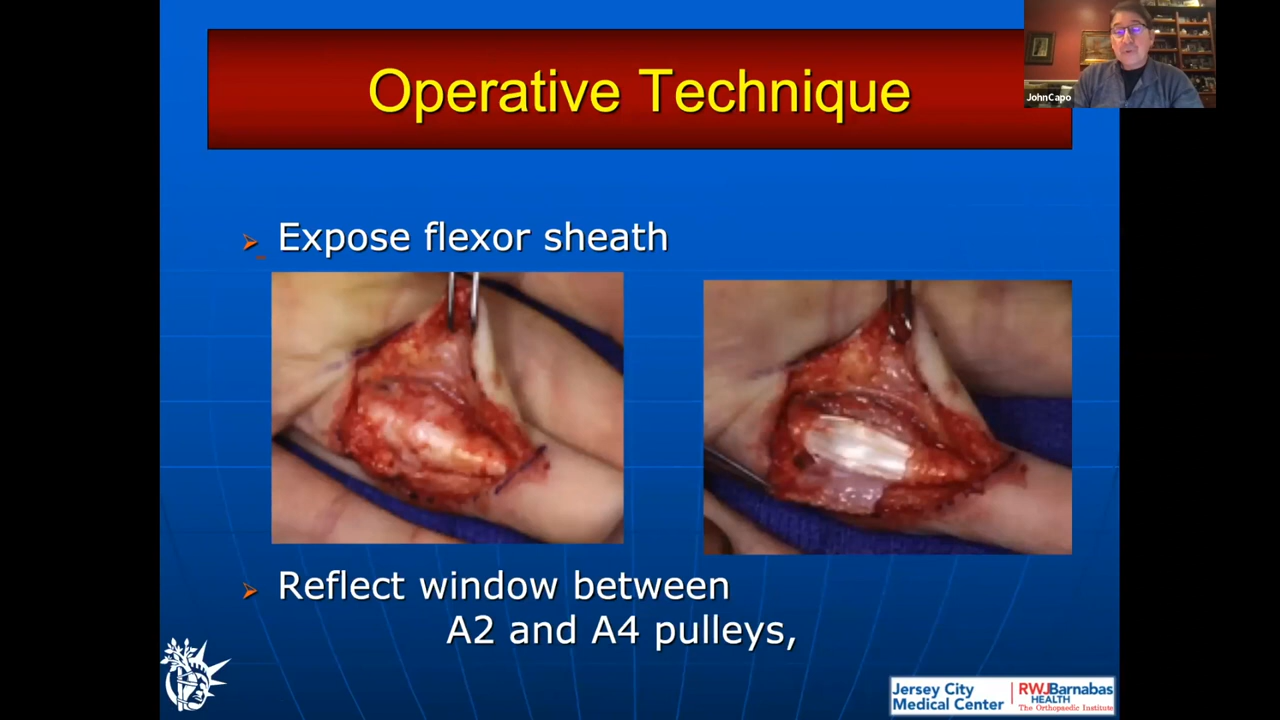 Operative Technique
JohnCapo
Expose flexor sheath
Reflect window between
A2 and A4 pulleys,
Jersey City
Medical Center
RWJBarnabas
HEALTH
The Orthopaedic Institute